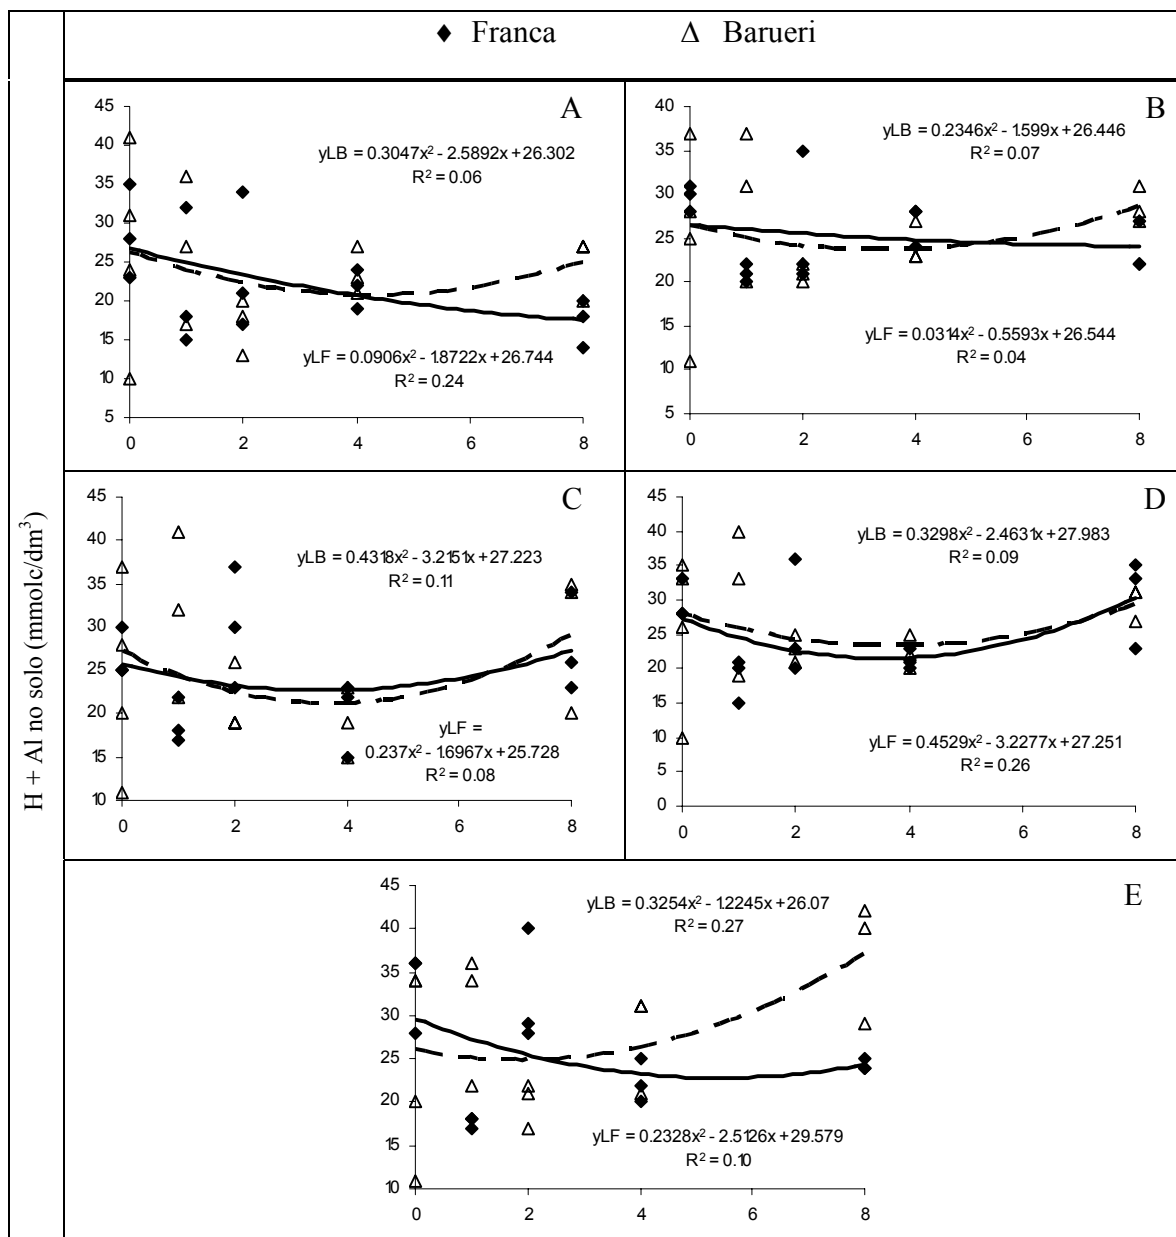 ♦ Franca Δ Barueri
H + Al no solo (mmolc/dm³)
A
45
40
35
30
25
20
15
10
5
0 2 4 6 8
yLB = 0.3047x² - 2.5892x + 26.302
R² = 0.06
yLF = 0.0906x² - 1.8722x + 26.744
R² = 0.24
B
40
35
30
25
20
15
10
5
0 2 4 6 8
yLB = 0.2346x² - 1.599x + 26.446
R² = 0.07
yLF = 0.0314x² - 0.5593x + 26.544
R² = 0.04
C
45
40
35
30
25
20
15
10
0 2 4 6 8
yLB = 0.4318x² - 3.2151x + 27.223
R² = 0.11
yLF =
0.237x² - 1.6967x + 25.728
R² = 0.08
D
45
40
35
30
25
20
15
10
5
0
0 2 4 6 8
yLB = 0.3298x² - 2.4631x + 27.983
R² = 0.09
yLF = 0.4529x² - 3.2277x + 27.251
R² = 0.26
E
45
40
35
30
25
20
15
10
0 2 4 6 8
yLB = 0.3254x² - 1.2245x + 26.07
R² = 0.27
yLF = 0.2328x² - 2.5126x + 29.579
R² = 0.10